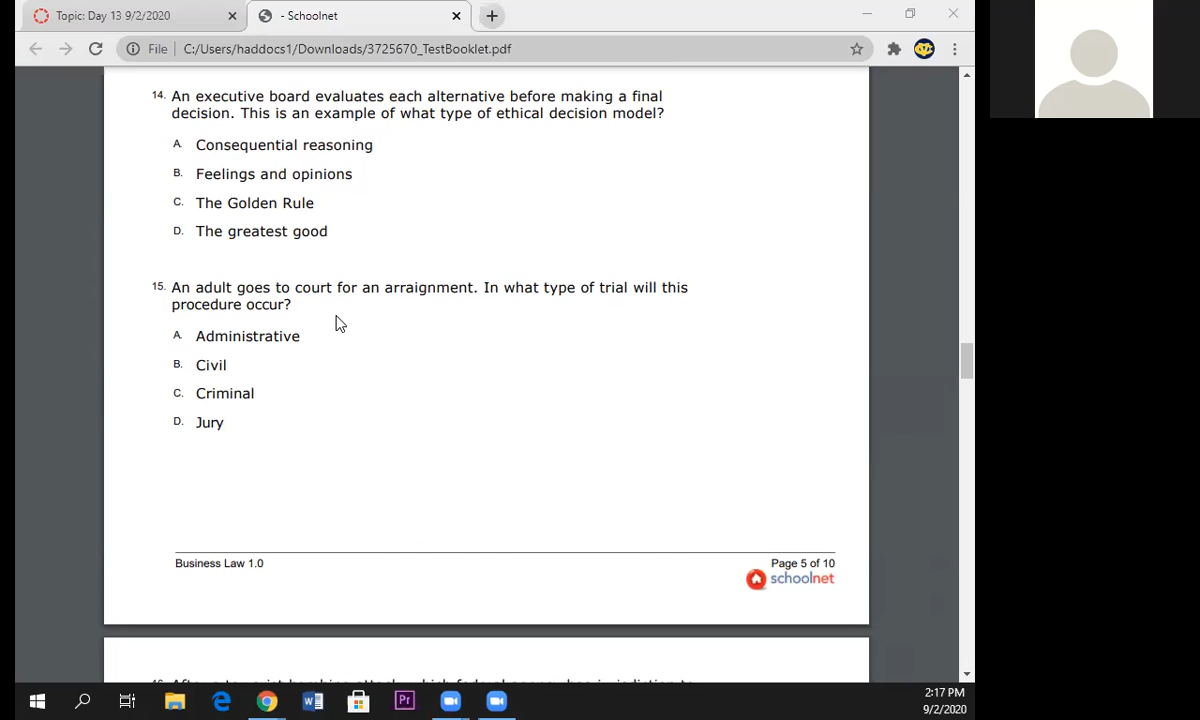 Topic: Day 13 9/2/2020
- Schoolnet
File
C:/Users/haddocs1/Downloads/3725670_TestBooklet.pdf
14. An executive board evaluates each alternative before making a final
decision. This is an example of what type of ethical decision model?
A. Consequential reasoning
B. Feelings and opinions
C. The Golden Rule
D. The greatest good
15. An adult goes to court for an arraignment. In what type of trial will this
procedure occur?
A. Administrative
B. Civil
C. Criminal
D. Jury
Business Law 1.0
Page 5 of 10
schoolnet
Pr
2:17 PM
9/2/2020